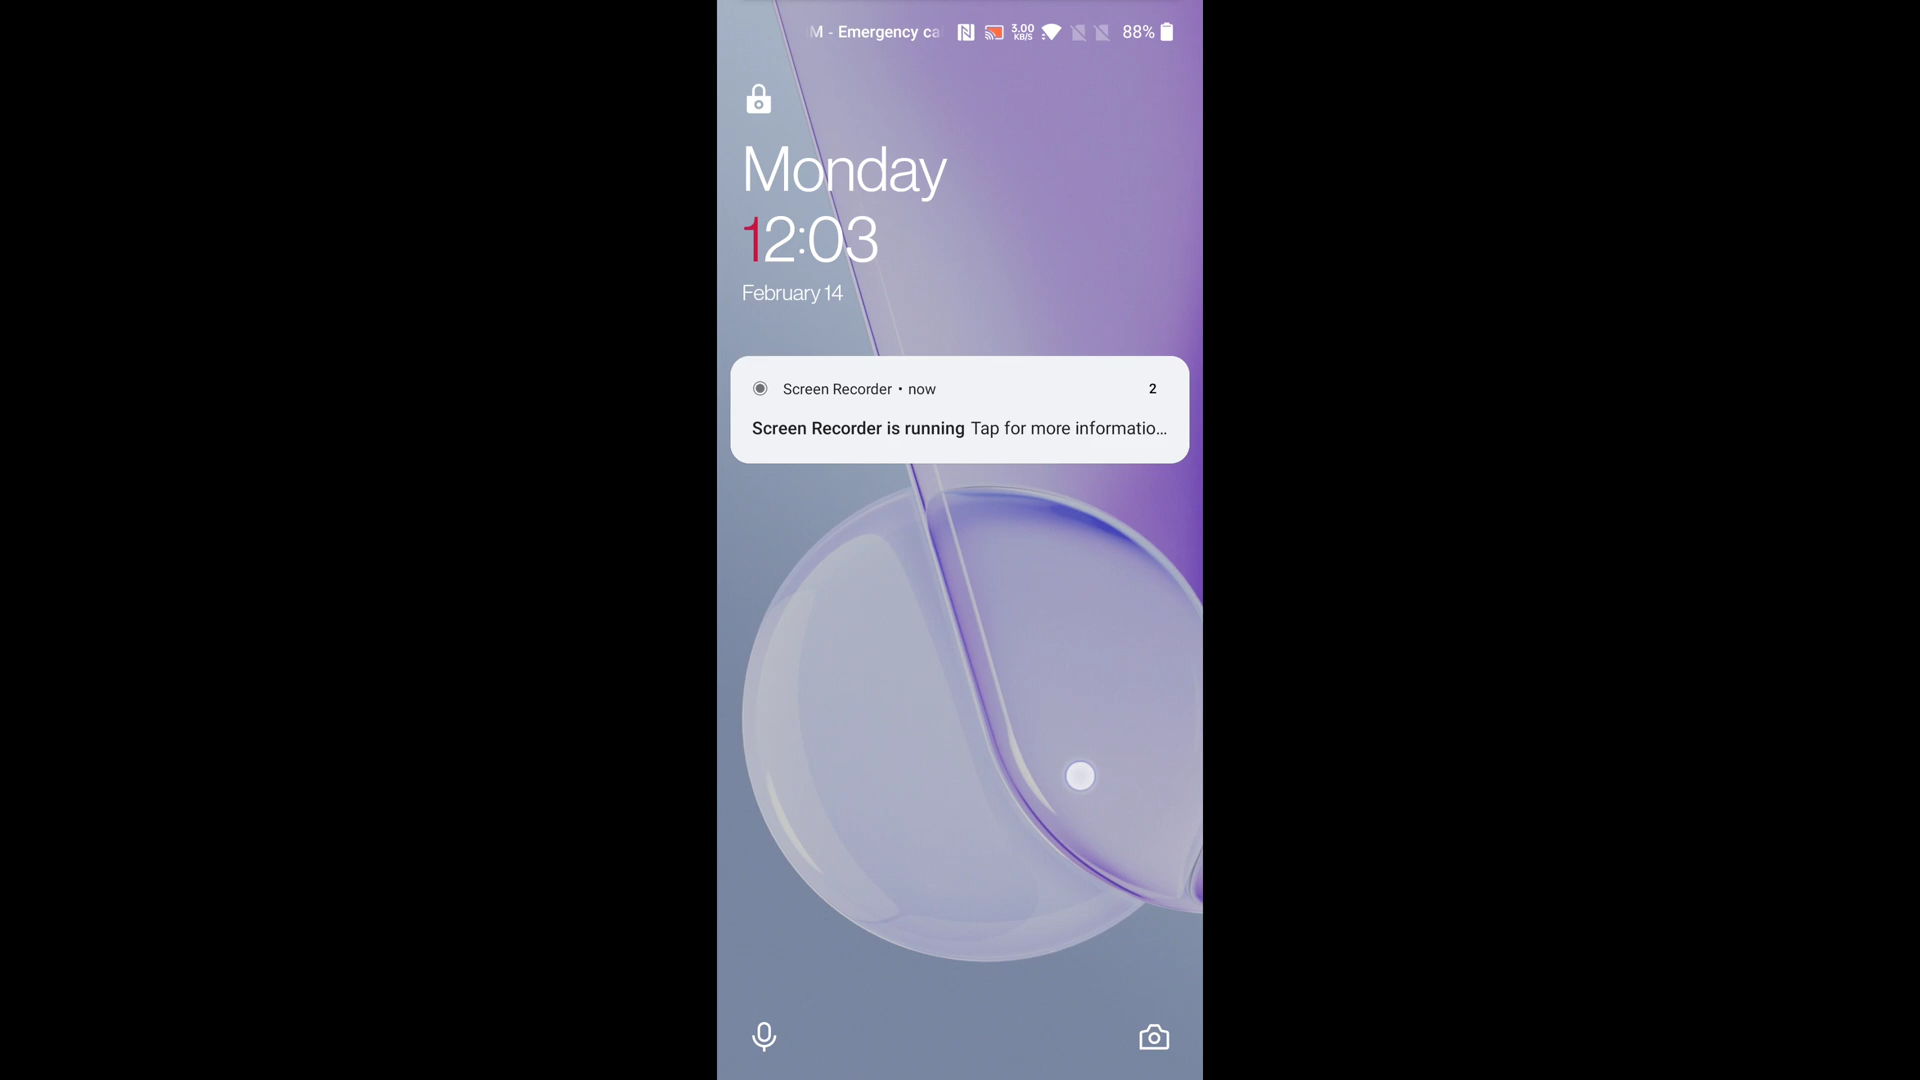 M - Emergency ca
3.00
KB/S
88%
Monday
12:03
February 14
Screen Recorder • now
2
Screen Recorder is running Tap for more informatio...